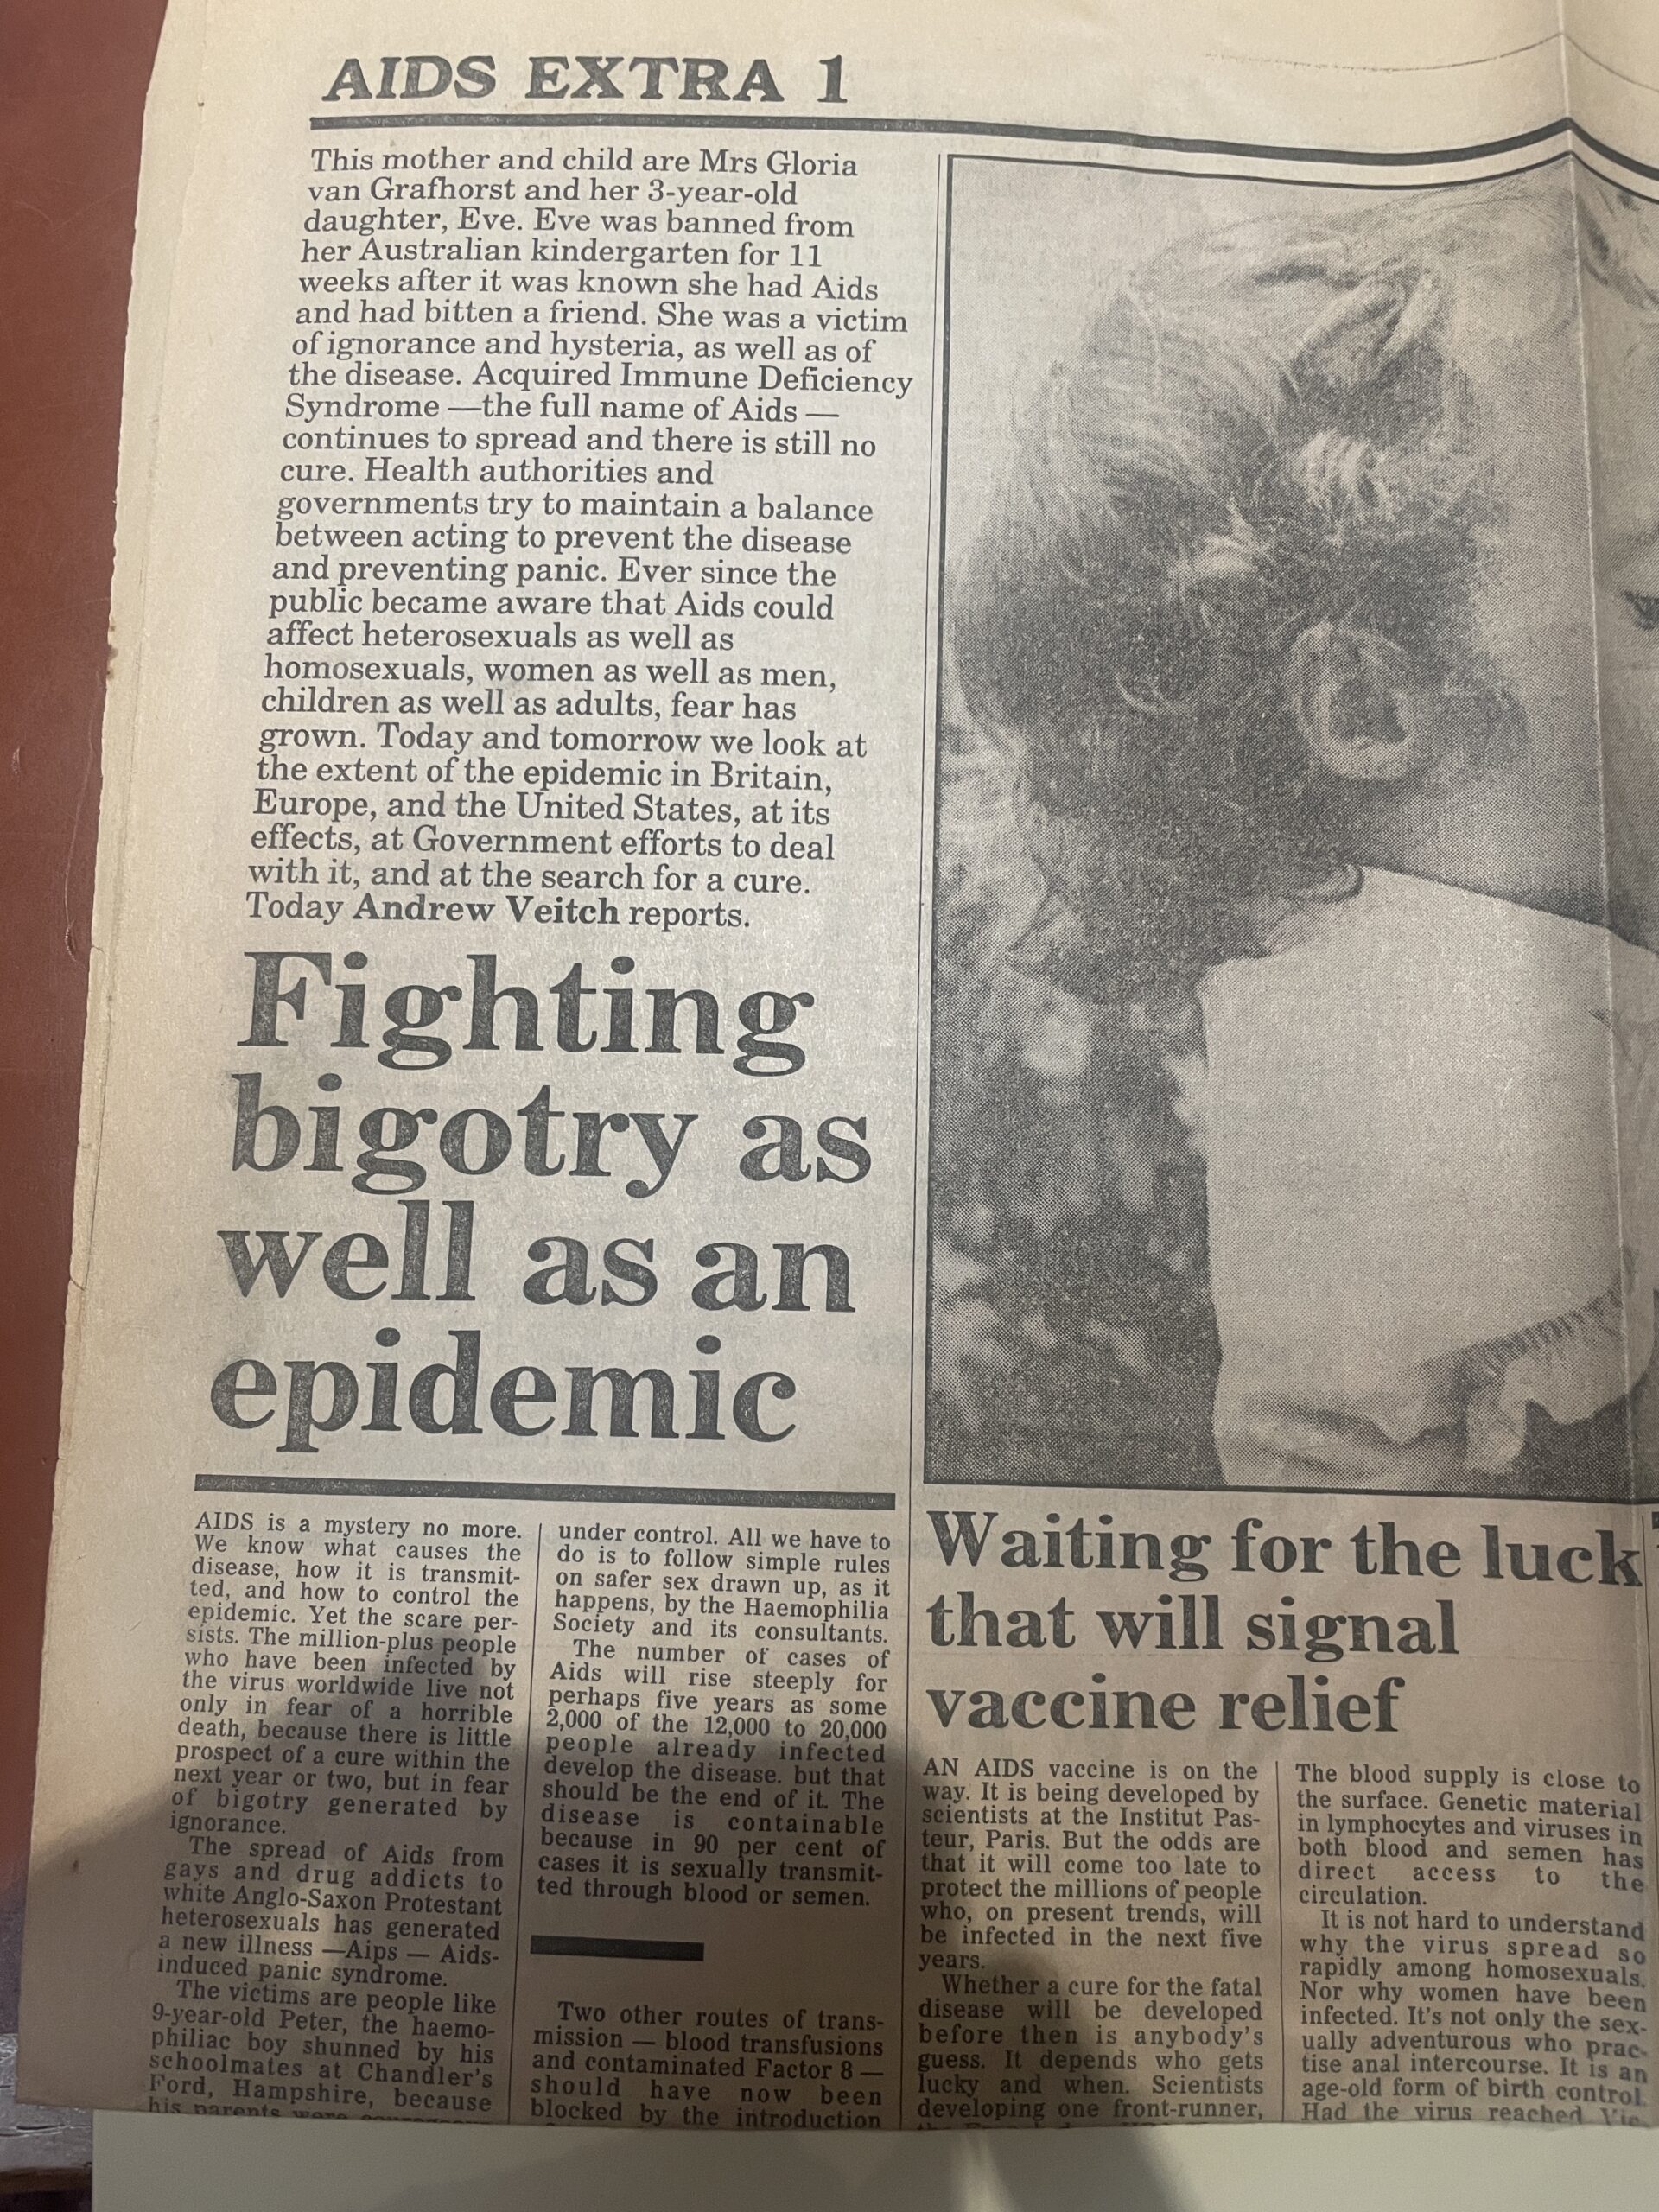 AIDS EXTRA 1
This mother and child are Mrs Gloria
van Grafhorst and her 3-year-old
daughter, Eve. Eve was banned from
her Australian kindergarten for 11
weeks after it was known she had Aids
and had bitten a friend. She was a victim
of ignorance and hysteria, as well as of
the disease. Acquired Immune Deficiency
Syndrome —the full name of Aids —
continues to spread and there is still no
cure. Health authorities and
governments try to maintain a balance
between acting to prevent the disease
and preventing panic. Ever since the
public became aware that Aids could
affect heterosexuals as well as
homosexuals, women as well as men,
children as well as adults, fear has
grown. Today and tomorrow we look at
the extent of the epidemic in Britain,
Europe, and the United States, at its
effects, at Government efforts to deal
with it, and at the search for a cure.
Today Andrew Veitch reports.
Fighting
bigotry as
well as an
epidemic
AIDS is a mystery no more.
We know what causes the
disease, how it is transmit-
ted, and how to control the
epidemic. Yet the scare per-
sists. The million-plus people
who have been infected by
the virus worldwide live not
only in fear of a horrible
death, because there is little
prospect of a cure within the
next year or two, but in fear
of bigotry generated by
ignorance.
The spread of Aids from
gays and drug addicts to
white Anglo-Saxon Protestant
heterosexuals has generated
a new illness —Aips — Aids-
induced panic syndrome.
The victims are people like
9-year-old Peter, the haemo-
philiac boy shunned by his
schoolmates at Chandler's
Ford, Hampshire, because
his parents were
under control. All we have to
do is to follow simple rules
on safer sex drawn up, as it
happens, by the Haemophilia
Society and its consultants.
The number of cases of
Aids will rise steeply for
perhaps five years as some
2,000 of the 12,000 to 20,000
people already infected
develop the disease. but that
should be the end of it. The
disease is containable
because in 90 per cent of
cases it is sexually transmit-
ted through blood or semen.
Two other routes of trans-
mission — blood transfusions
and contaminated Factor 8 —
should have now been
blocked by the introduction
Waiting for the luck
that will signal
vaccine relief
AN AIDS vaccine is on the
way. It is being developed by
scientists at the Institut Pas-
teur, Paris. But the odds are
that it will come too late to
protect the millions of people
who, on present trends, will
be infected in the next five
years.
Whether a cure for the fatal
disease will be developed
before then is anybody's
guess. It depends who gets
lucky and when. Scientists
developing one front-runner,
The blood supply is close to
the surface. Genetic material
in lymphocytes and viruses in
both blood and semen has
direct access to the
circulation.
It is not hard to understand
why the virus spread so
rapidly among homosexuals.
Nor why women have been
infected. It's not only the sex-
ually adventurous who prac-
tise anal intercourse. It is an
age-old form of birth control.
Had the virus reached Vic-